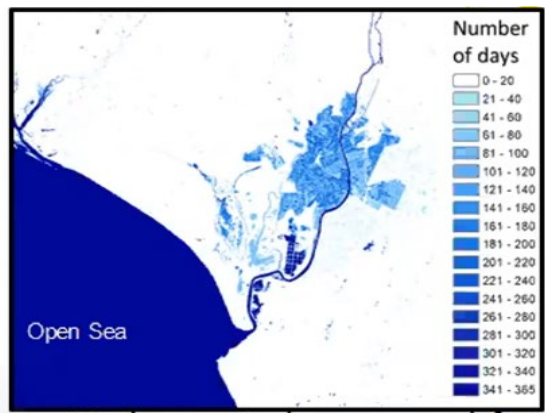 Number
of days
0 - 20
21 - 40
41 - 60
61 - 80
81 - 100
101 - 120
121 - 140
141 - 160
161 - 180
181 - 200
201 - 220
221 - 240
241 - 260
261 - 280
281 - 300
301 - 320
321 - 340
341 - 365
Open Sea